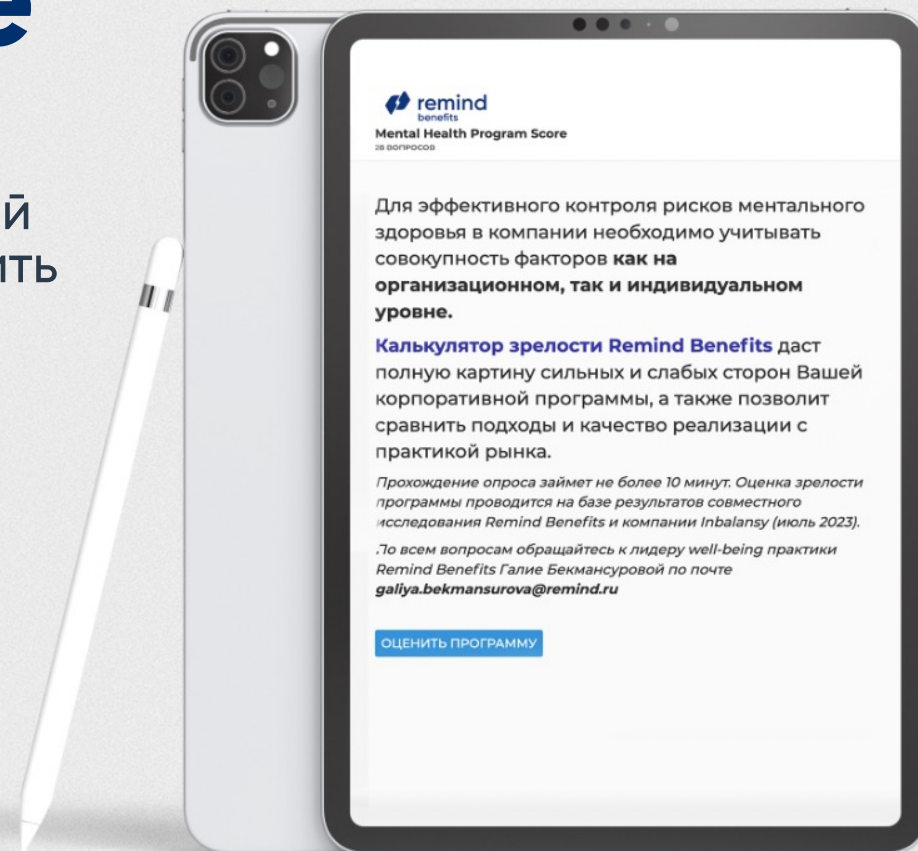 е
й
ить
remind
benefits
Mental Health Program Score
28 ВОПРОСОВ
Для эффективного контроля рисков ментального
здоровья в компании необходимо учитывать
совокупность факторов как на
организационном, так и индивидуальном
уровне.
Калькулятор зрелости Remind Benefits даст
полную картину сильных и слабых сторон Вашей
корпоративной программы, а также позволит
сравнить подходы и качество реализации с
практикой рынка.
Прохождение опроса займет не более 10 минут. Оценка зрелости
программы проводится на базе результатов совместного
исследования Remind Benefits и компании Inbalansy (июль 2023).
По всем вопросам обращайтесь к лидеру well-being практики
Remind Benefits Галие Бекмансуровой по почте
galiya.bekmansurova@remind.ru
ОЦЕНИТЬ ПРОГРАММУ